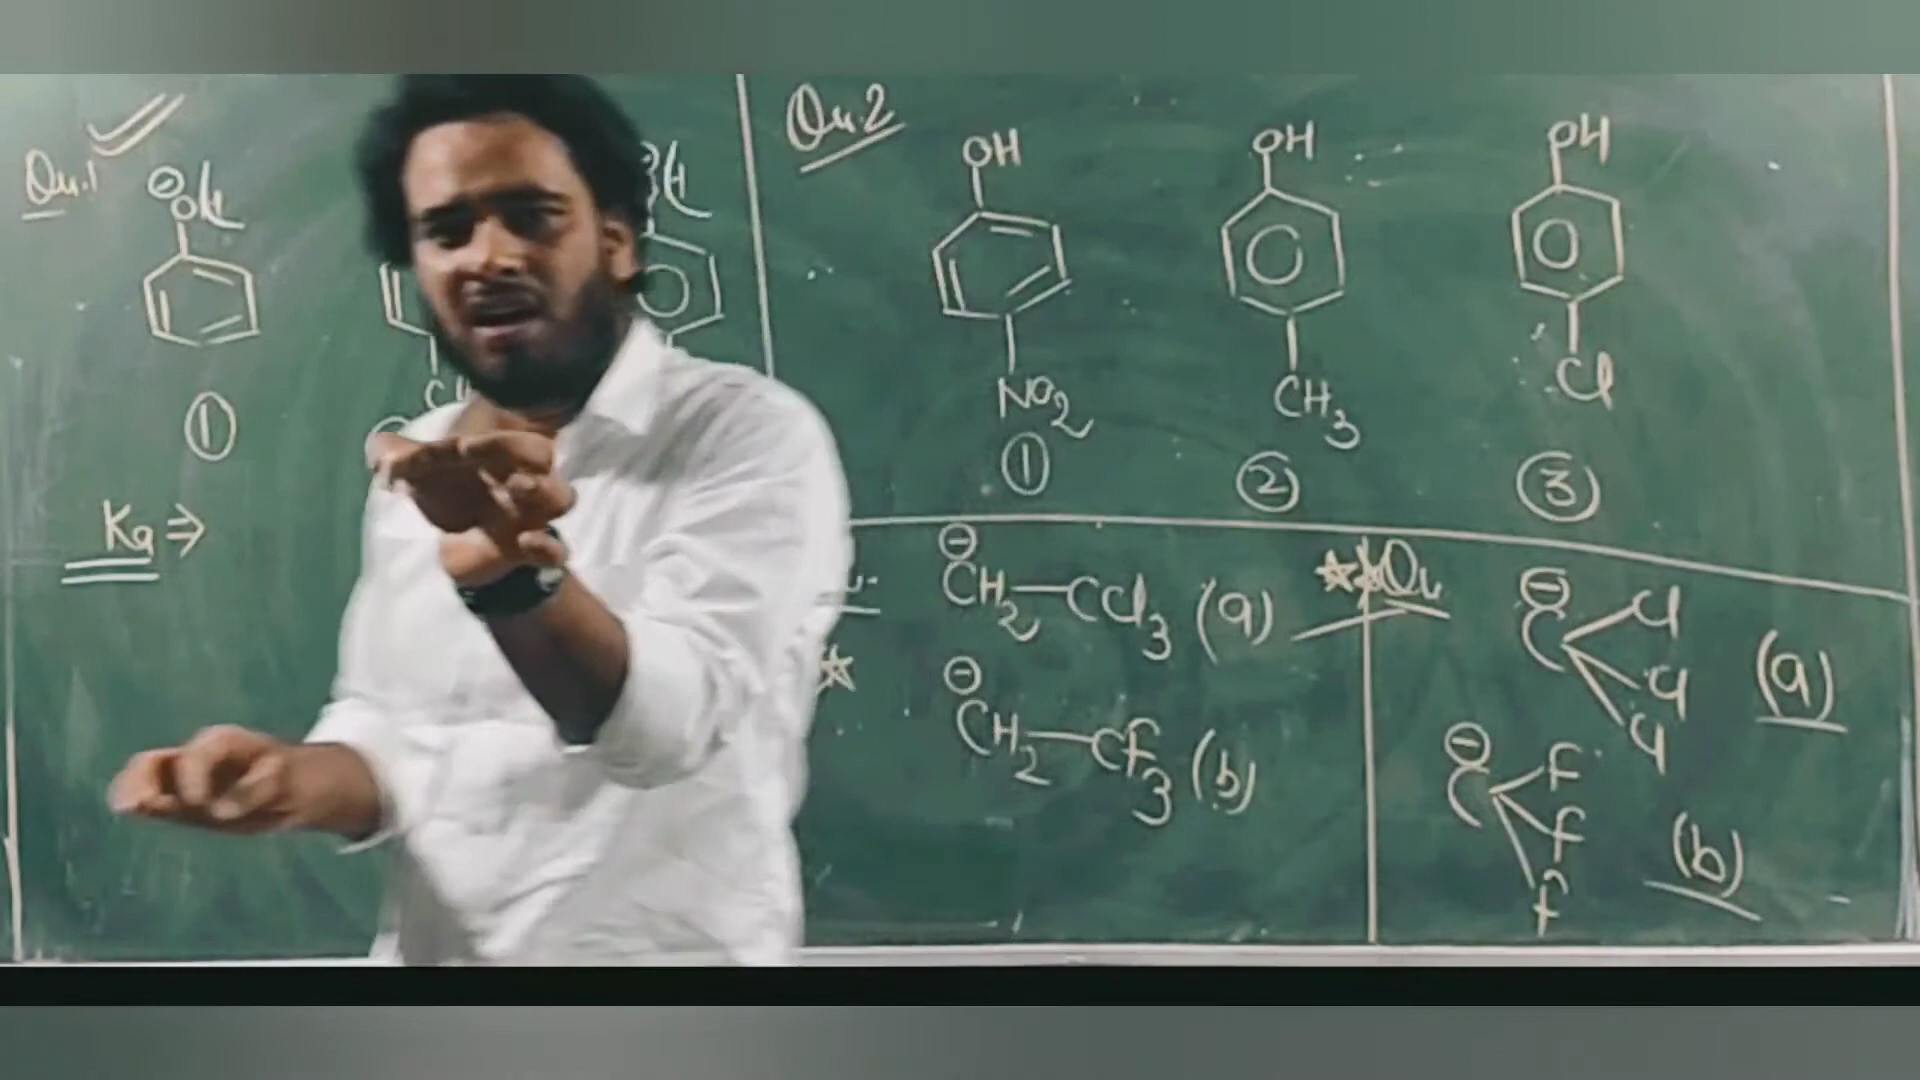 Qu.1
⊖
OH
①
Ka ⇒
Qu.2
OH
NO2
①
OH
CH3
②
OH
Cl
③
⊖
CH2—CCl3 (a)
⊖
CH2—CF3 (b)
☆☆Qu
⊖
C
Cl
Cl
Cl
(a)
⊖
C
F
F
F
(b)